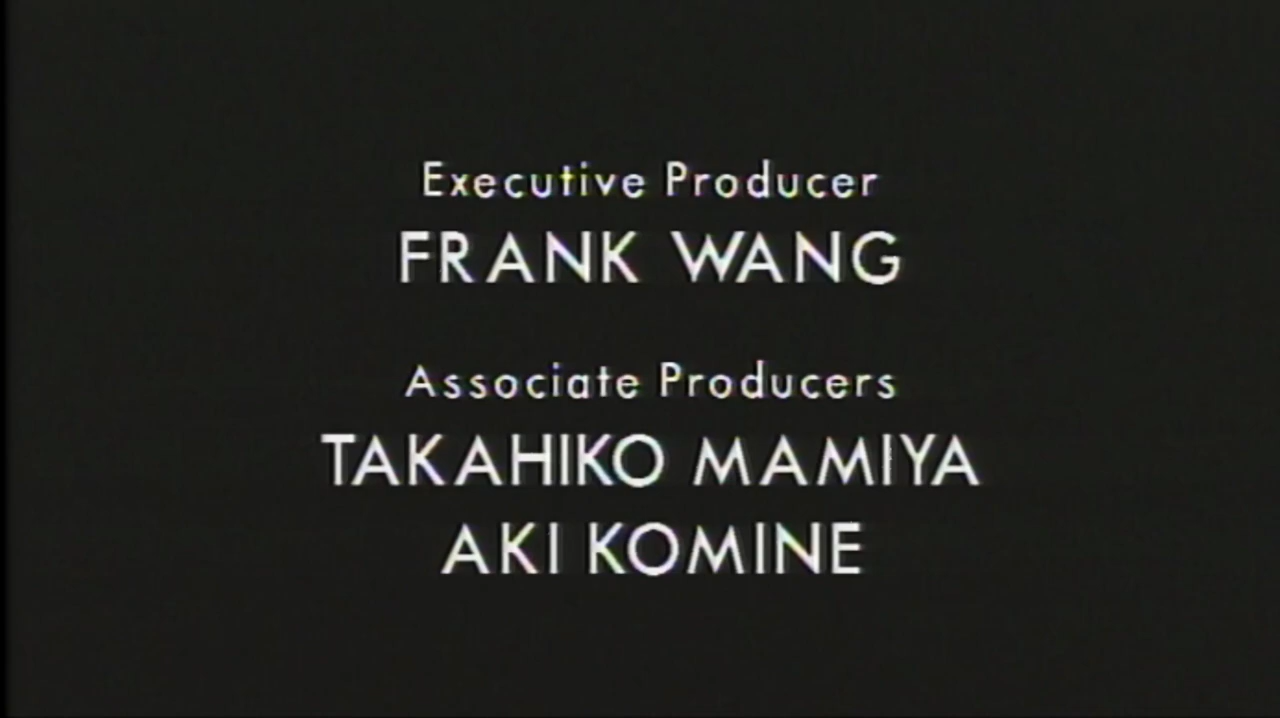 Executive Producer
FRANK WANG
Associate Producers
TAKAHIKO MAMIYA
AKI KOMINE